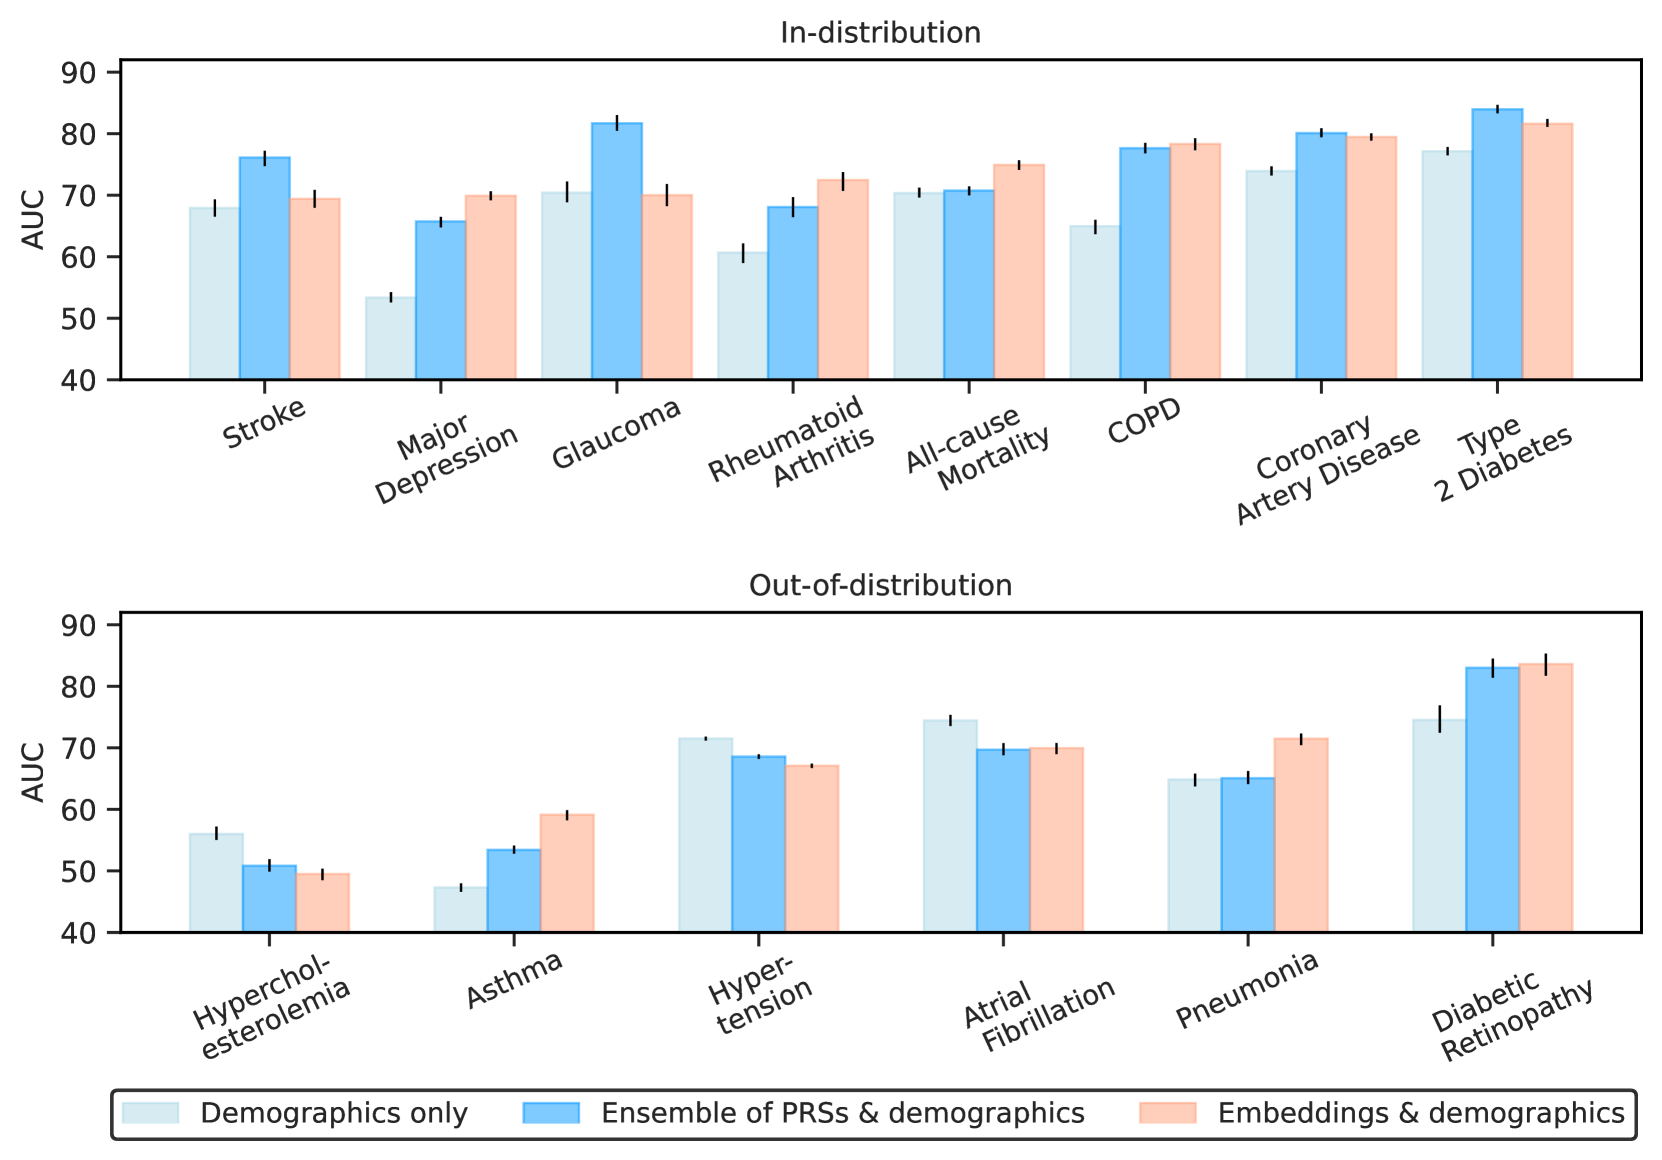 In-distribution
AUC
90
80
70
60
50
40
Stroke
Major
Depression
Glaucoma
Rheumatoid
Arthritis
All-cause
Mortality
COPD
Coronary
Artery Disease
Type
2 Diabetes
Out-of-distribution
AUC
90
80
70
60
50
40
Hyperchol-
esterolemia
Asthma
Hyper-
tension
Atrial
Fibrillation
Pneumonia
Diabetic
Retinopathy
Demographics only
Ensemble of PRSs & demographics
Embeddings & demographics